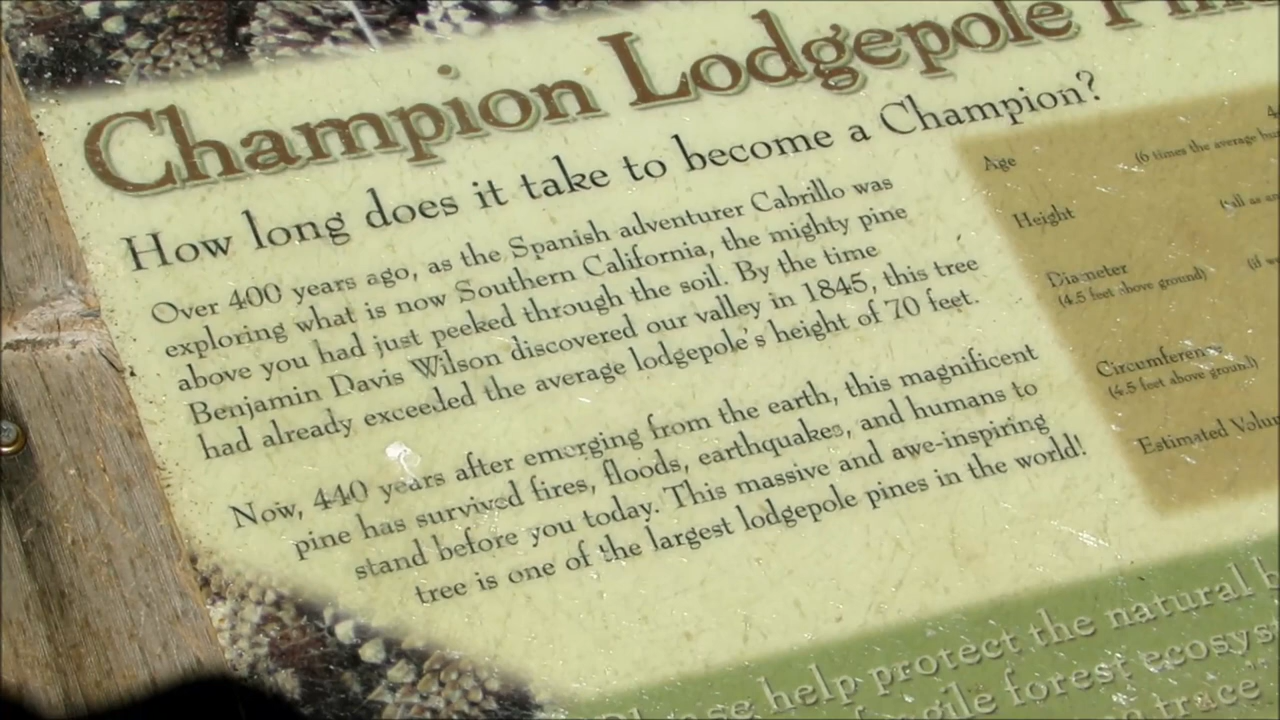 Champion Lodgepole Pine
How long does it take to become a Champion?
Over 400 years ago, as the Spanish adventurer Cabrillo was
exploring what is now Southern California, the mighty pine
above you had just peeked through the soil. By the time
Benjamin Davis Wilson discovered our valley in 1845, this tree
had already exceeded the average lodgepole's height of 70 feet.
Now, 440 years after emerging from the earth, this magnificent
pine has survived fires, floods, earthquakes, and humans to
stand before you today. This massive and awe-inspiring
tree is one of the largest lodgepole pines in the world!
Age
(6 times the average
Height
Diameter
(4.5 feet above ground)
Circumference
(4.5 feet above ground)
Estimated
Please help protect the natural
forest
trace